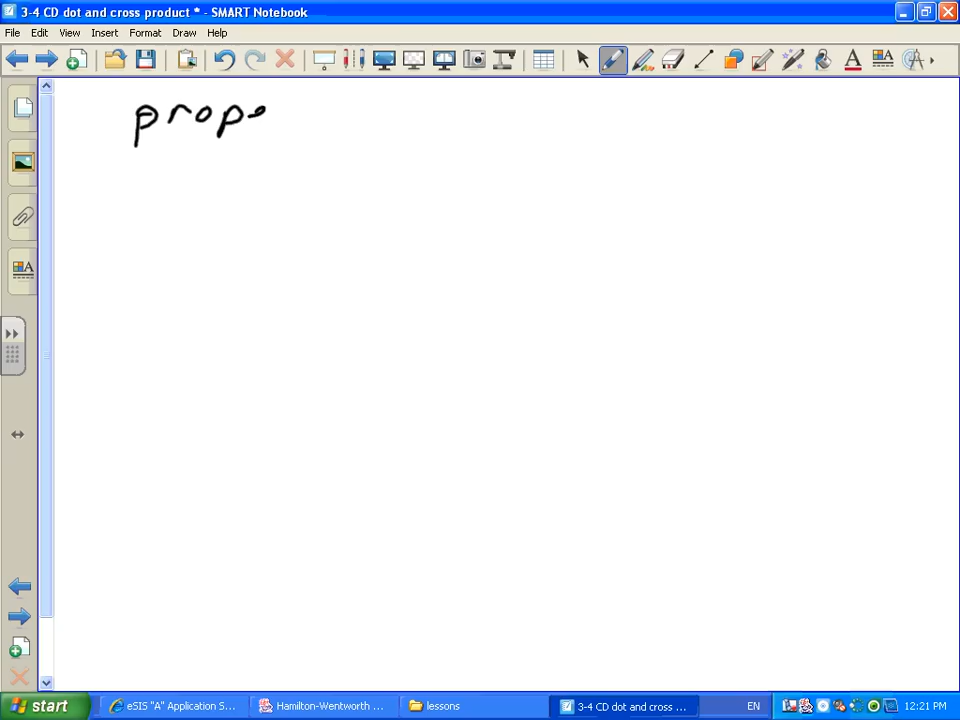 3-4 CD dot and cross product * - SMART Notebook
File Edit View Insert Format Draw Help
prope
start
eSIS "A" Application S...
Hamilton-Wentworth ...
lessons
3-4 CD dot and cross ...
EN
12:21 PM